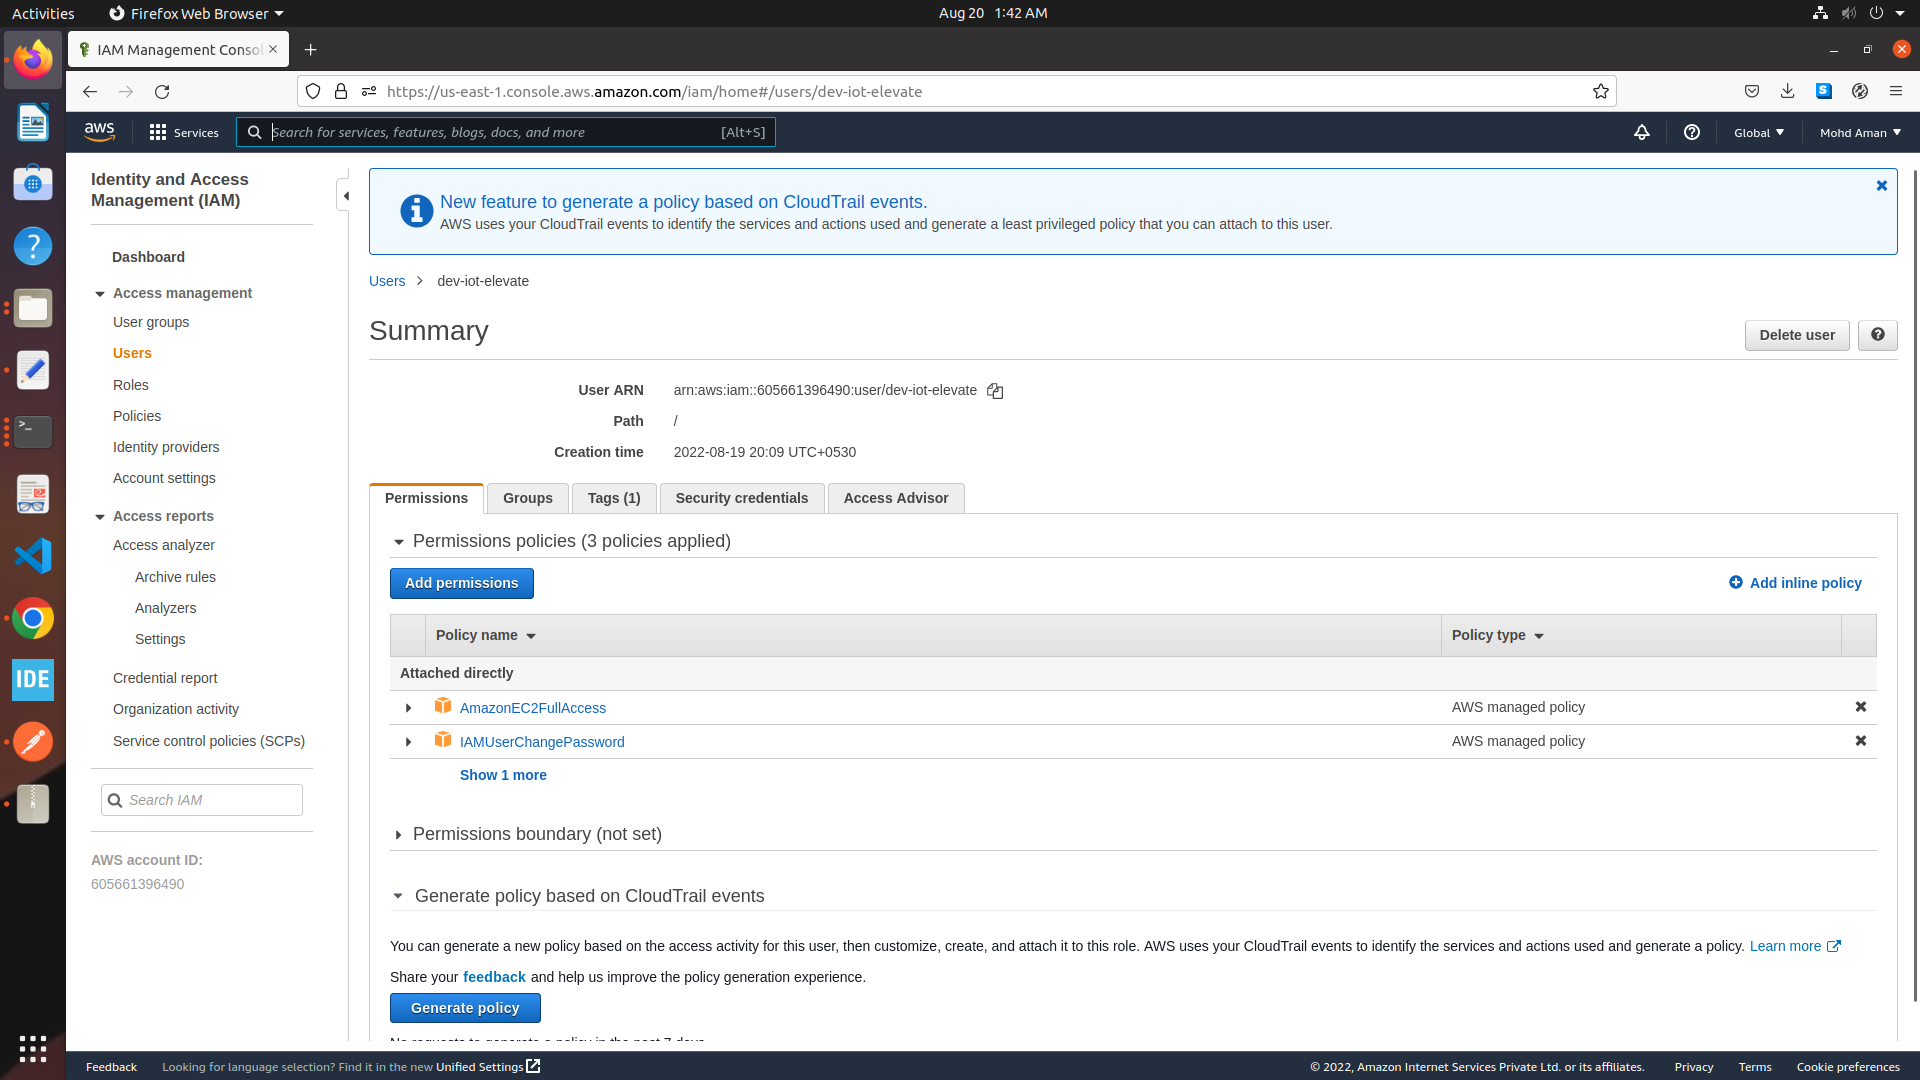 Activities
Firefox Web Browser
Aug 20 1:42 AM
IAM Management Consol
https://us-east-1.console.aws.amazon.com/iam/home#/users/dev-iot-elevate
aws
Services
Search for services, features, blogs, docs, and more
[Alt+S]
Global
Mohd Aman
Identity and Access
Management (IAM)
Dashboard
Access management
User groups
Users
Roles
Policies
Identity providers
Account settings
Access reports
Access analyzer
Archive rules
Analyzers
Settings
Credential report
Organization activity
Service control policies (SCPs)
Search IAM
AWS account ID:
605661396490
IDE
New feature to generate a policy based on CloudTrail events.
AWS uses your CloudTrail events to identify the services and actions used and generate a least privileged policy that you can attach to this user.
Users
dev-iot-elevate
Summary
Delete user
User ARN
arn:aws:iam::605661396490:user/dev-iot-elevate
Path
/
Creation time
2022-08-19 20:09 UTC+0530
Permissions
Groups
Tags (1)
Security credentials
Access Advisor
Permissions policies (3 policies applied)
Add permissions
Add inline policy
Policy name
Policy type
Attached directly
AmazonEC2FullAccess
AWS managed policy
IAMUserChangePassword
AWS managed policy
Show 1 more
Permissions boundary (not set)
Generate policy based on CloudTrail events
You can generate a new policy based on the access activity for this user, then customize, create, and attach it to this role. AWS uses your CloudTrail events to identify the services and actions used and generate a policy. Learn more
Share your feedback and help us improve the policy generation experience.
Generate policy
No requests to generate a policy in the past 7 days.
Feedback
Looking for language selection? Find it in the new Unified Settings
© 2022, Amazon Internet Services Private Ltd. or its affiliates.
Privacy
Terms
Cookie preferences